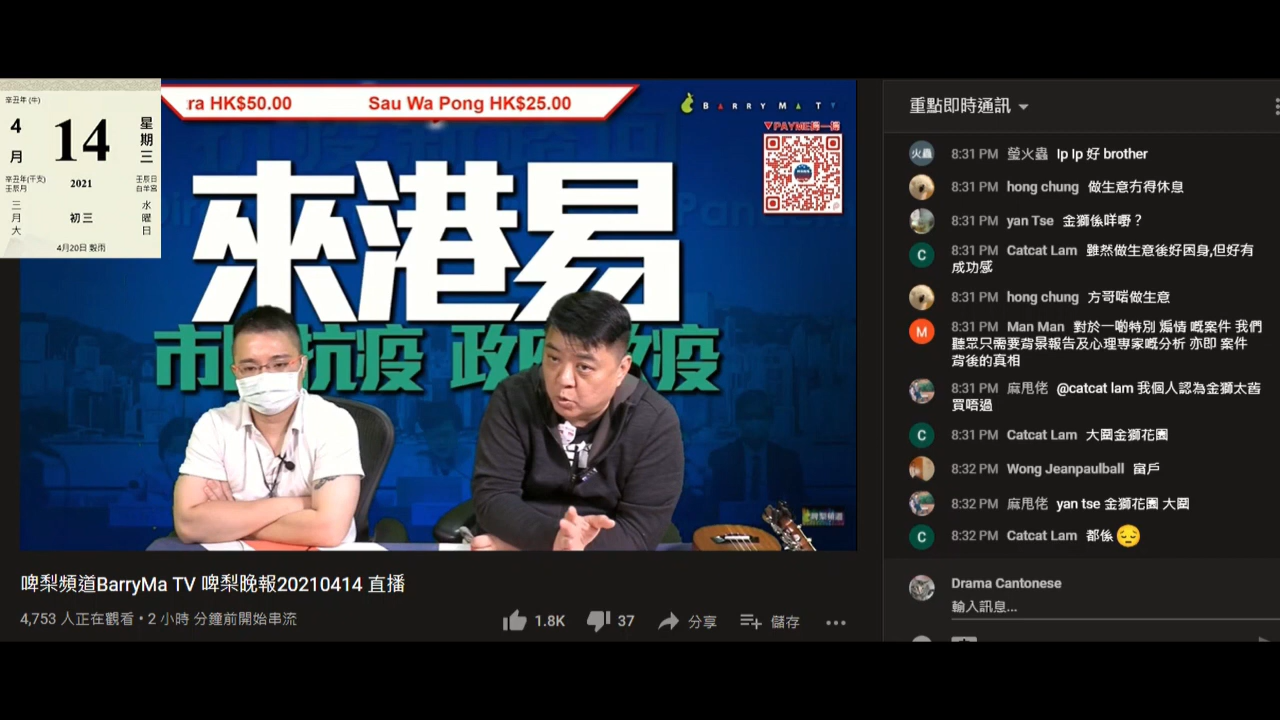 辛丑年 (牛)
4
月
14
星期三
辛丑年(干支)
壬辰月
2021
壬辰日
白羊宮
三月大
初三
水曜日
4月20日 穀雨
ra HK$50.00
Sau Wa Pong HK$25.00
BARRYMA TV
▼PAYME掃一掃
來港易
市民抗疫 政府
疫
啤梨頻道
啤梨頻道BarryMa TV 啤梨晚報20210414 直播
4,753 人正在觀看 • 2 小時 分鐘前開始串流
1.8K
37
分享
儲存
重點即時通訊
火蟲
8:31 PM 瑩火蟲 Ip Ip 好 brother
8:31 PM hong chung 做生意冇得休息
8:31 PM yan Tse 金獅係咩嘢？
C
8:31 PM Catcat Lam 雖然做生意後好困身,但好有
成功感
8:31 PM hong chung 方哥啱做生意
M
8:31 PM Man Man 對於一啲特別 煽情 嘅案件 我們
聽眾只需要背景報告及心理專家嘅分析 亦即 案件
背後的真相
8:31 PM 麻甩佬 @catcat lam 我個人認為金獅太舊
買唔過
C
8:31 PM Catcat Lam 大圍金獅花園
8:32 PM Wong Jeanpaulball 窗戶
8:32 PM 麻甩佬 yan tse 金獅花園 大圍
C
8:32 PM Catcat Lam 都係😔
Drama Cantonese
輸入訊息...